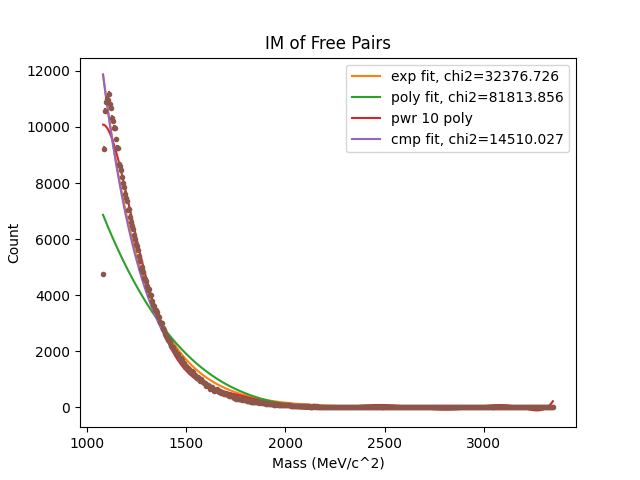 IM of Free Pairs
exp fit, chi2=32376.726
poly fit, chi2=81813.856
pwr 10 poly
cmp fit, chi2=14510.027
12000
10000
8000
6000
4000
2000
0
Count
1000 1500 2000 2500 3000
Mass (MeV/c^2)